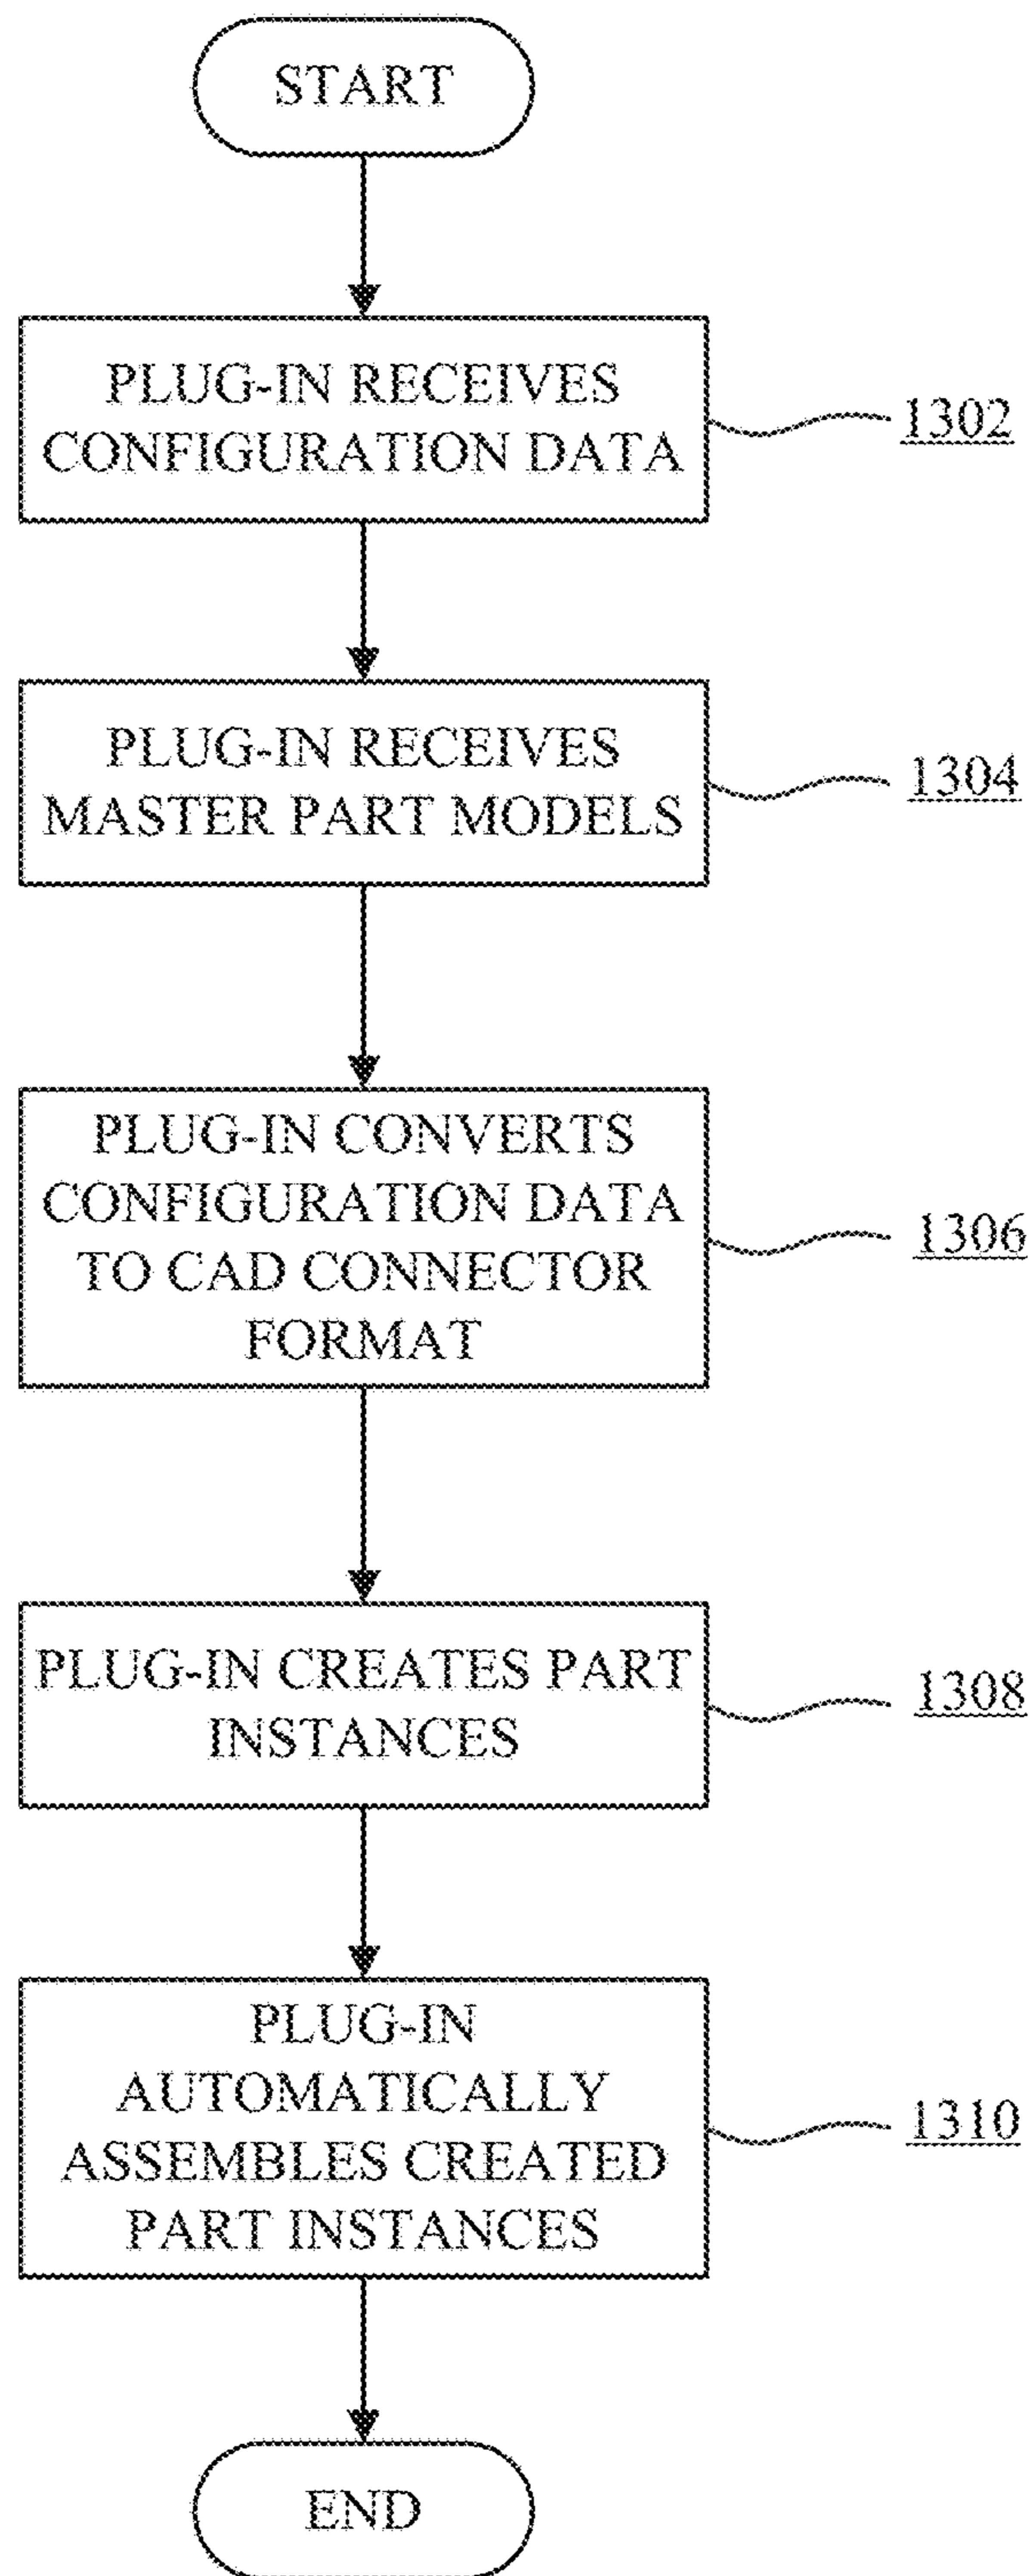 START
PLUG-IN RECEIVES
CONFIGURATION DATA
1302
PLUG-IN RECEIVES
MASTER PART MODELS
1304
PLUG-IN CONVERTS
CONFIGURATION DATA
TO CAD CONNECTOR
FORMAT
1306
PLUG-IN CREATES PART
INSTANCES
1308
PLUG-IN
AUTOMATICALLY
ASSEMBLES CREATED
PART INSTANCES
1310
END